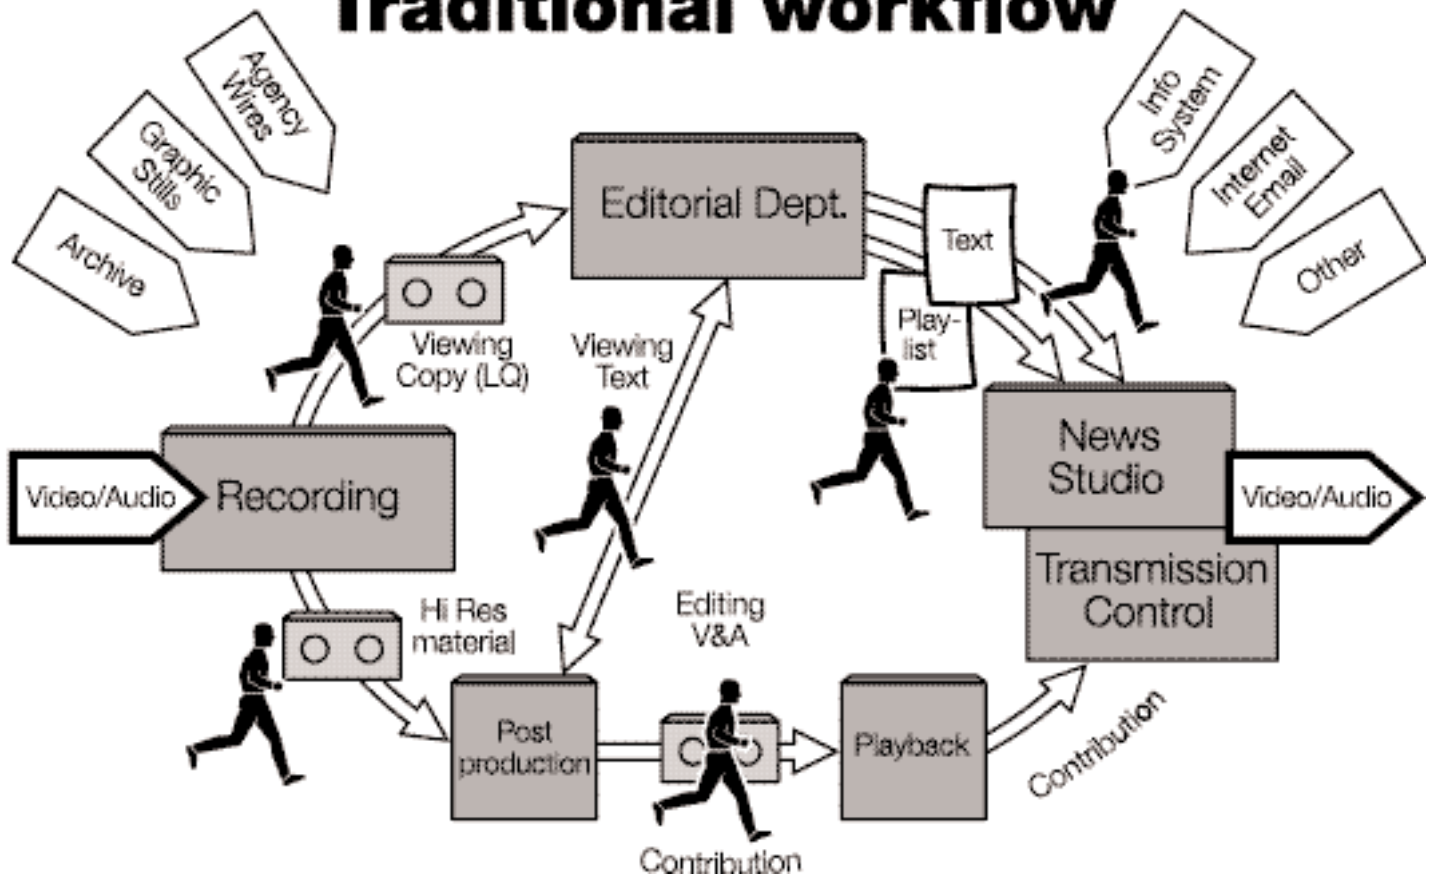 Traditional Workflow
Agency
Wires
Graphic
Stills
Archive
Info
System
Internet
Email
Other
Editorial Dept.
Text
Play-
list
Viewing
Copy (LQ)
Viewing
Text
Video/Audio
Recording
News
Studio
Video/Audio
Transmission
Control
Hi Res
material
Editing
V&A
Post
production
Playback
Contribution
Contribution